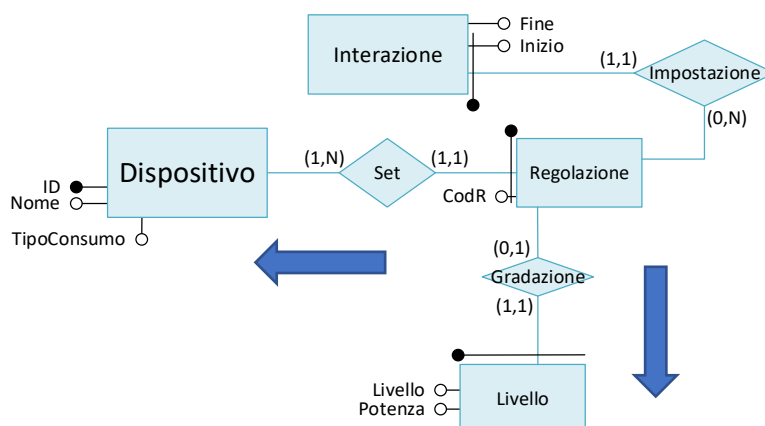 Fine
Interazione
Inizio
(1,1)
Impostazione
(0,N)
Dispositivo
(1,N)
Set
(1,1)
Regolazione
ID
Nome
CodR
TipoConsumo
(0,1)
Gradazione
(1,1)
Livello
Potenza
Livello